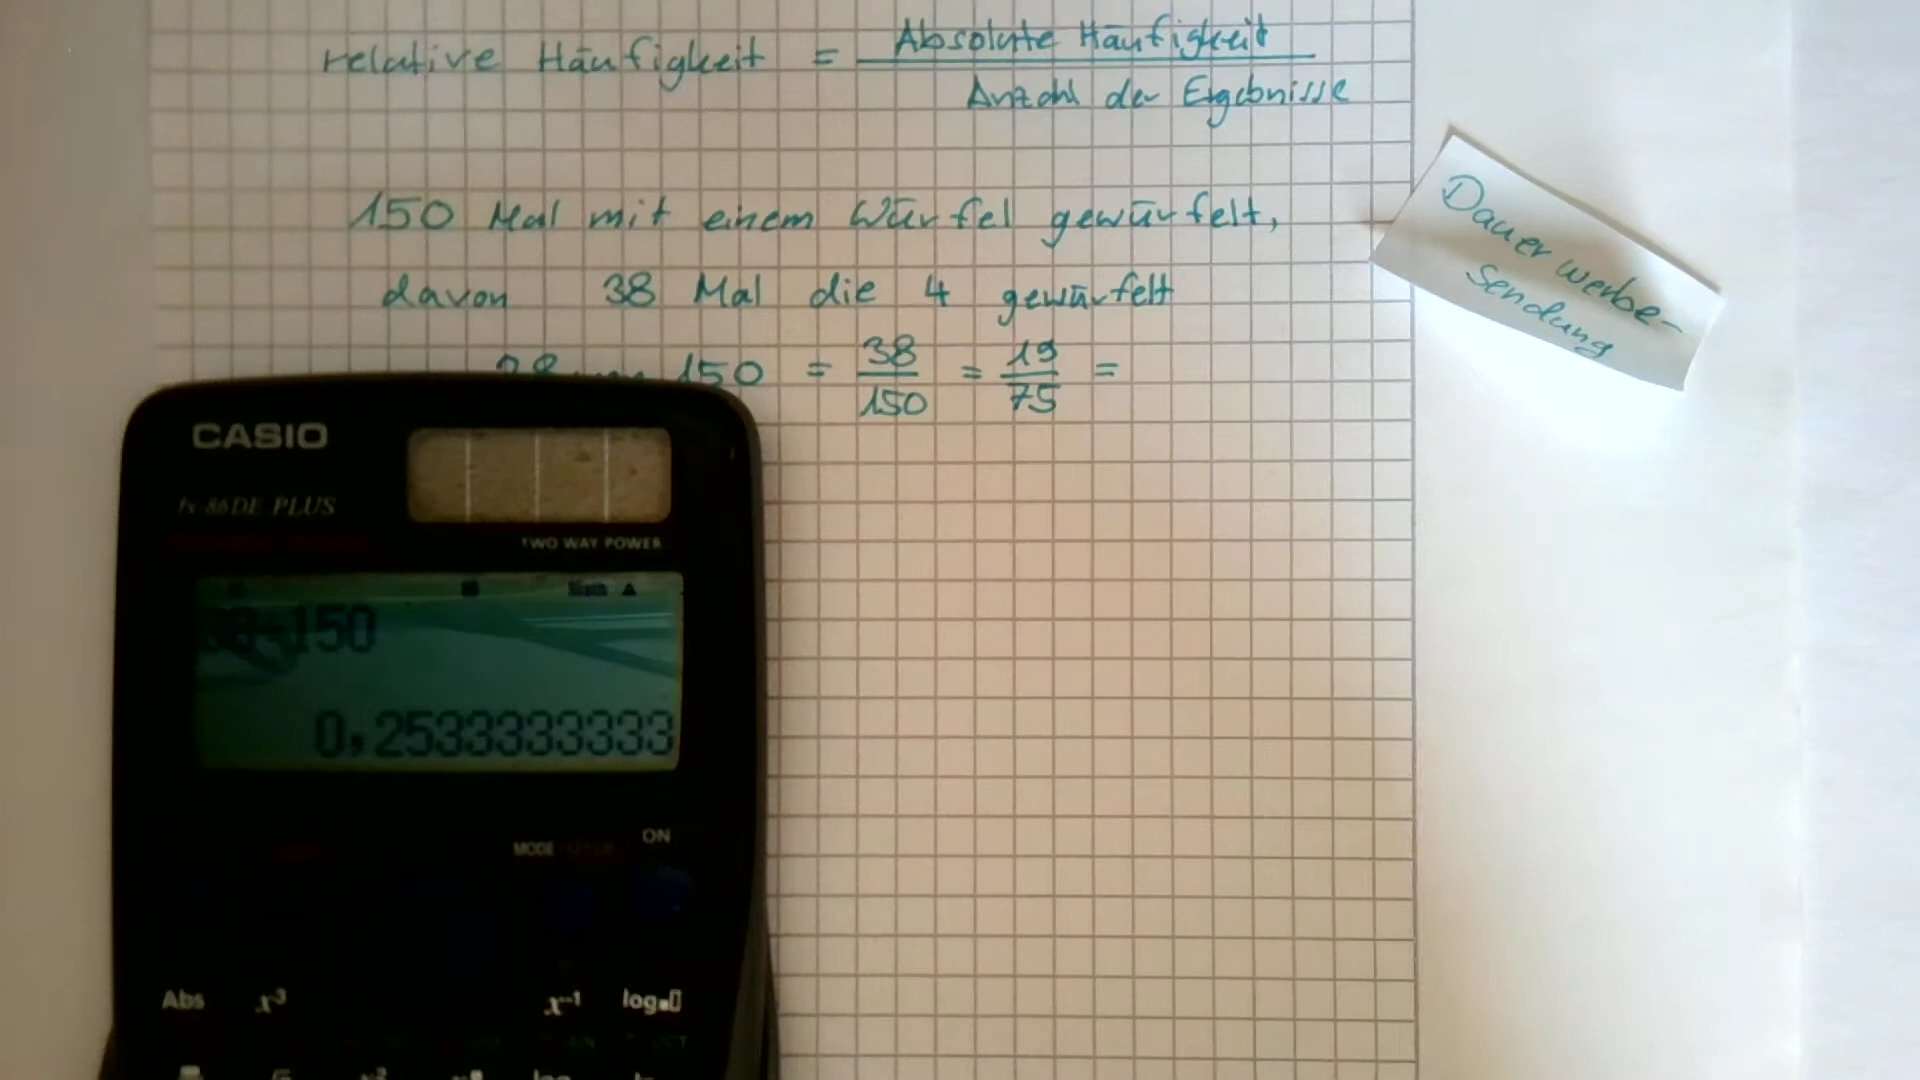 relative Häufigkeit = Absolute Häufigkeit / Anzahl der Ergebnisse
150 Mal mit einem Würfel gewürfelt,
davon 38 Mal die 4 gewürfelt
150 = 38/150 = 19/75 =
Dauerwerbe-
sendung
CASIO
fx-86DE PLUS
TWO WAY POWER
38÷150
0,2533333333
ON
MODE
Abs x³ x⁻¹ log